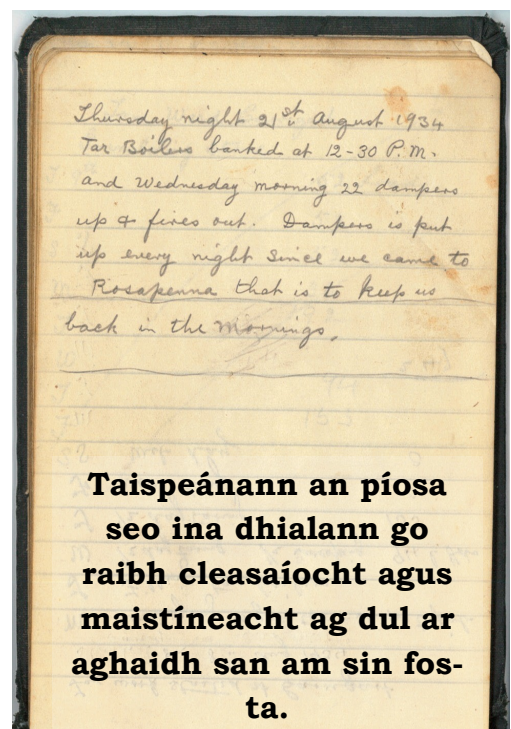 Thursday night 21st August 1934
Tar Boilers banked at 12-30 P.M.
and Wednesday morning 22 dampers
up & fires out. Dampers is put
up every night since we came to
Rosapenna that is to keep us
back in the mornings.
Taispeánann an píosa
seo ina dhialann go
raibh cleasaíocht agus
maistíneacht ag dul ar
aghaidh san am sin fos-
ta.